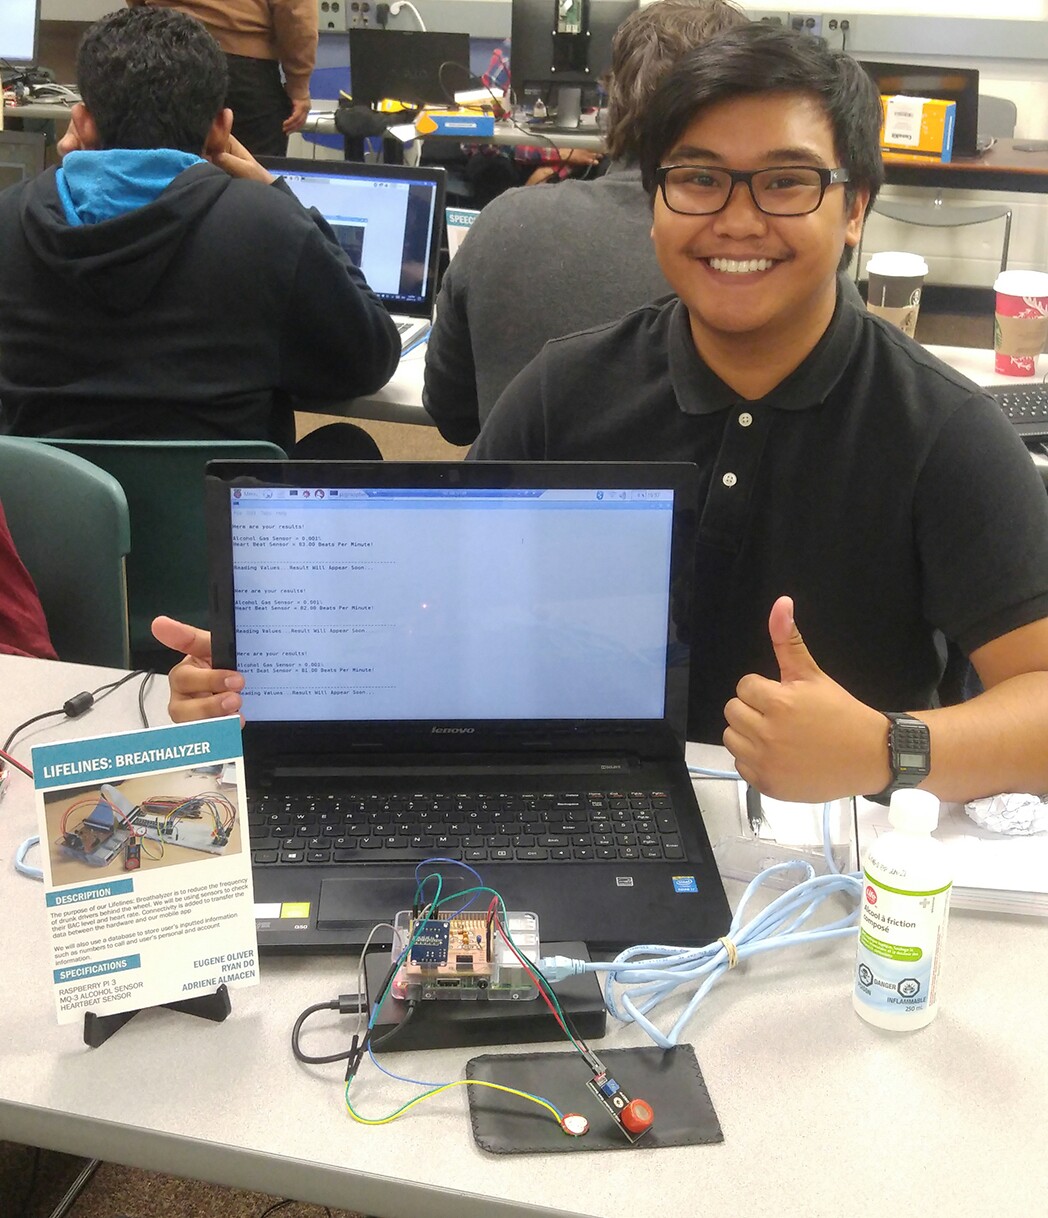 SPEEC
Here are your results!
Alcohol Gas Sensor = 0.001%
Heart Beat Sensor = 83.00 Beats Per Minute!
Reading Values...Result Will Appear Soon...
Here are your results!
Alcohol Gas Sensor = 0.001%
Heart Beat Sensor = 82.00 Beats Per Minute!
Reading Values...Result Will Appear Soon...
Here are your results!
Alcohol Gas Sensor = 0.001%
Heart Beat Sensor = 81.00 Beats Per Minute!
Reading Values...Result Will Appear Soon...
lenovo
G50
LIFELINES: BREATHALYZER
DESCRIPTION
The purpose of our Lifelines: Breathalyzer is to reduce the frequency
of drunk drivers behind the wheel. We will be using sensors to check
their BAC level and heart rate. Connectivity is added to transfer the
data between the hardware and our mobile app
We will also use a database to store user's inputted information
such as numbers to call and user's personal and account
information.
SPECIFICATIONS
RASPBERRY PI 3
MQ-3 ALCOHOL SENSOR
HEARTBEAT SENSOR
EUGENE OLIVER
RYAN DO
ADRIENE ALMACEN
Alcool à friction
composé
DANGER
POISON
INFLAMMABLE
250 mL